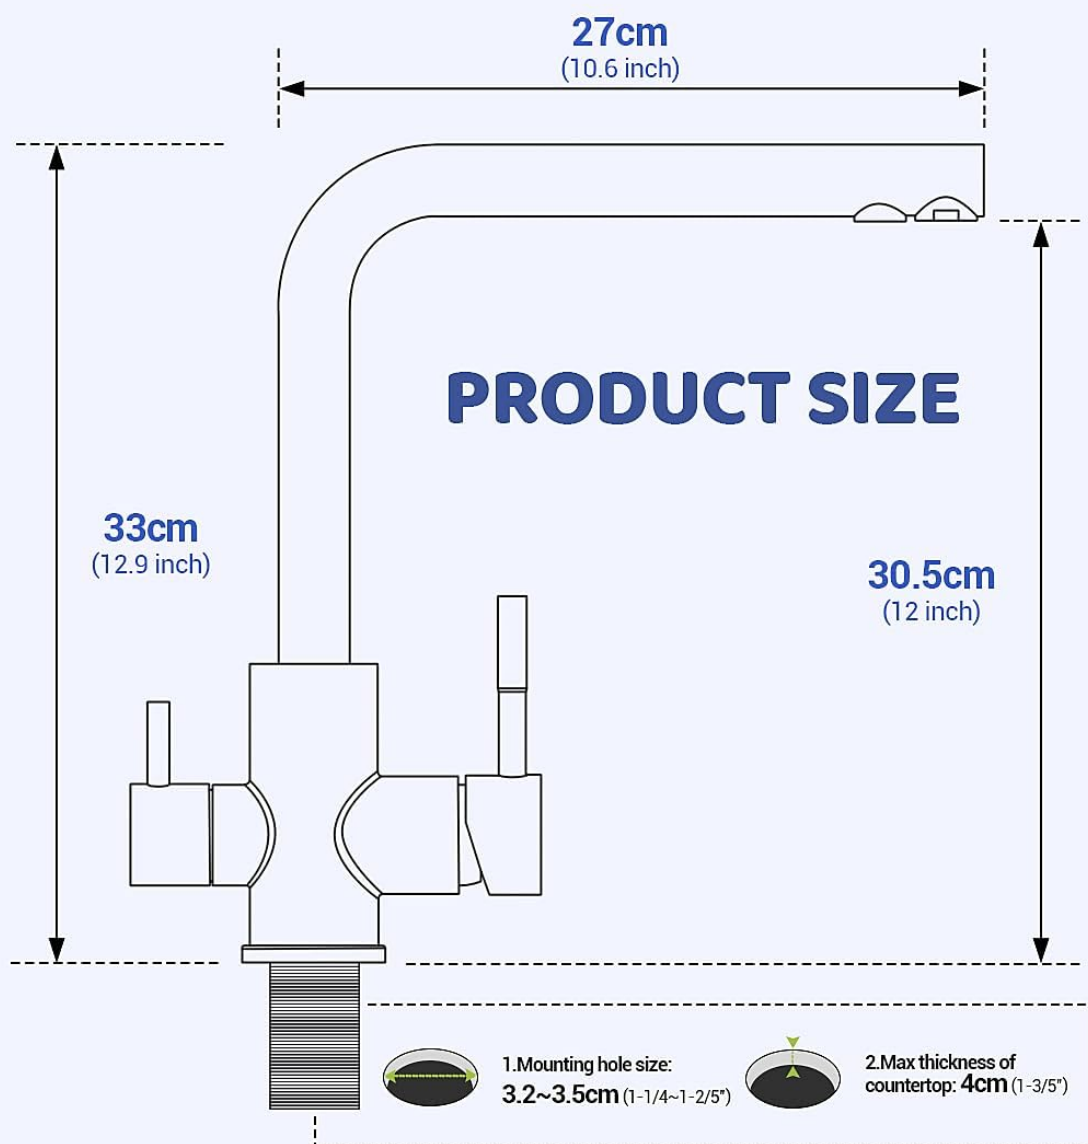 27cm
(10.6 inch)
PRODUCT SIZE
33cm
(12.9 inch)
30.5cm
(12 inch)
1.Mounting hole size:
3.2~3.5cm (1-1/4~1-2/5")
2.Max thickness of
countertop: 4cm (1-3/5")